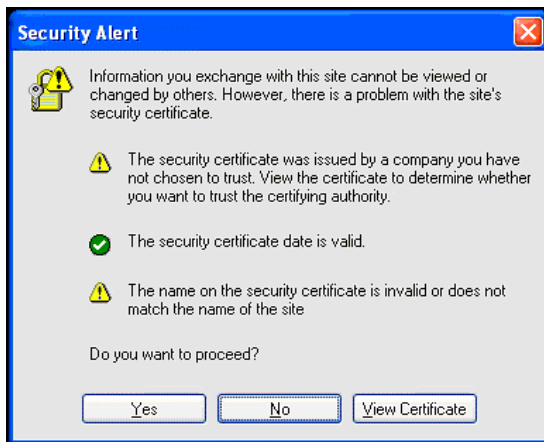 Security Alert
Information you exchange with this site cannot be viewed or
changed by others. However, there is a problem with the site's
security certificate.
The security certificate was issued by a company you have
not chosen to trust. View the certificate to determine whether
you want to trust the certifying authority.
The security certificate date is valid.
The name on the security certificate is invalid or does not
match the name of the site
Do you want to proceed?
Yes No View Certificate